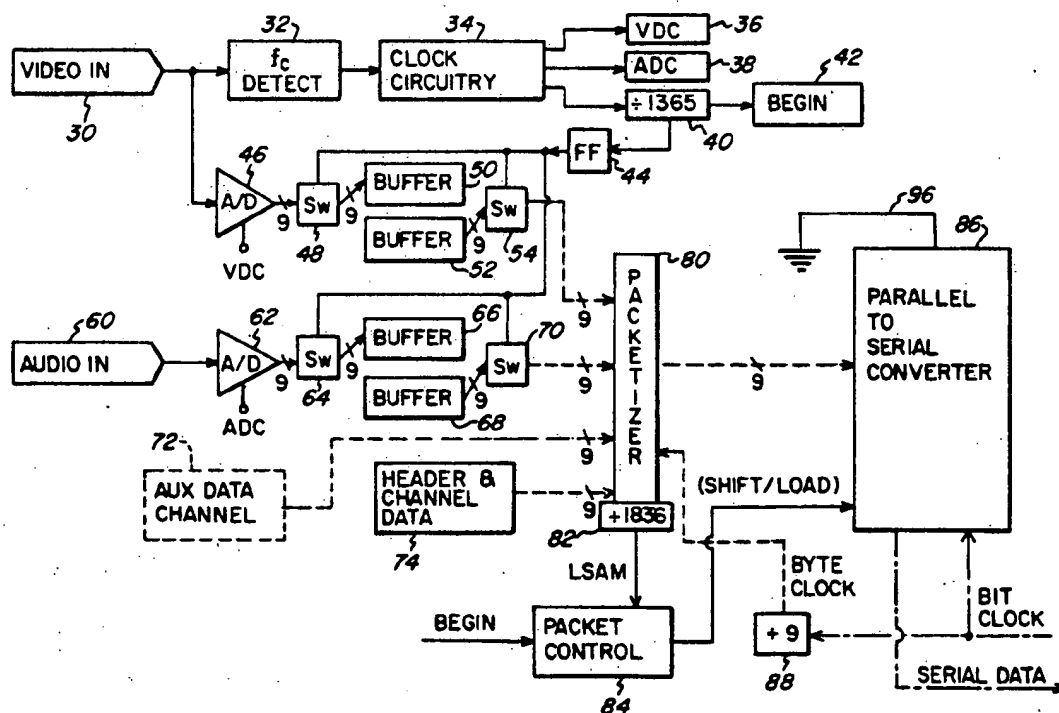 32
34
VDC
36
VIDEO IN
fc
DETECT
CLOCK
CIRCUITRY
ADC
38
42
30
÷ 1365
BEGIN
40
FF
44
46
A/D
9
Sw
48
9
BUFFER
50
BUFFER
52
9
Sw
54
VDC
96
86
80
PACKETIZER
9
PARALLEL
TO
SERIAL
CONVERTER
60
AUDIO IN
62
A/D
9
Sw
64
9
BUFFER
66
BUFFER
68
9
Sw
70
9
9
ADC
72
AUX DATA
CHANNEL
9
HEADER &
CHANNEL
DATA
74
9
÷1836
82
(SHIFT/LOAD)
LSAM
BYTE
CLOCK
BIT
CLOCK
BEGIN
PACKET
CONTROL
84
÷ 9
88
SERIAL DATA